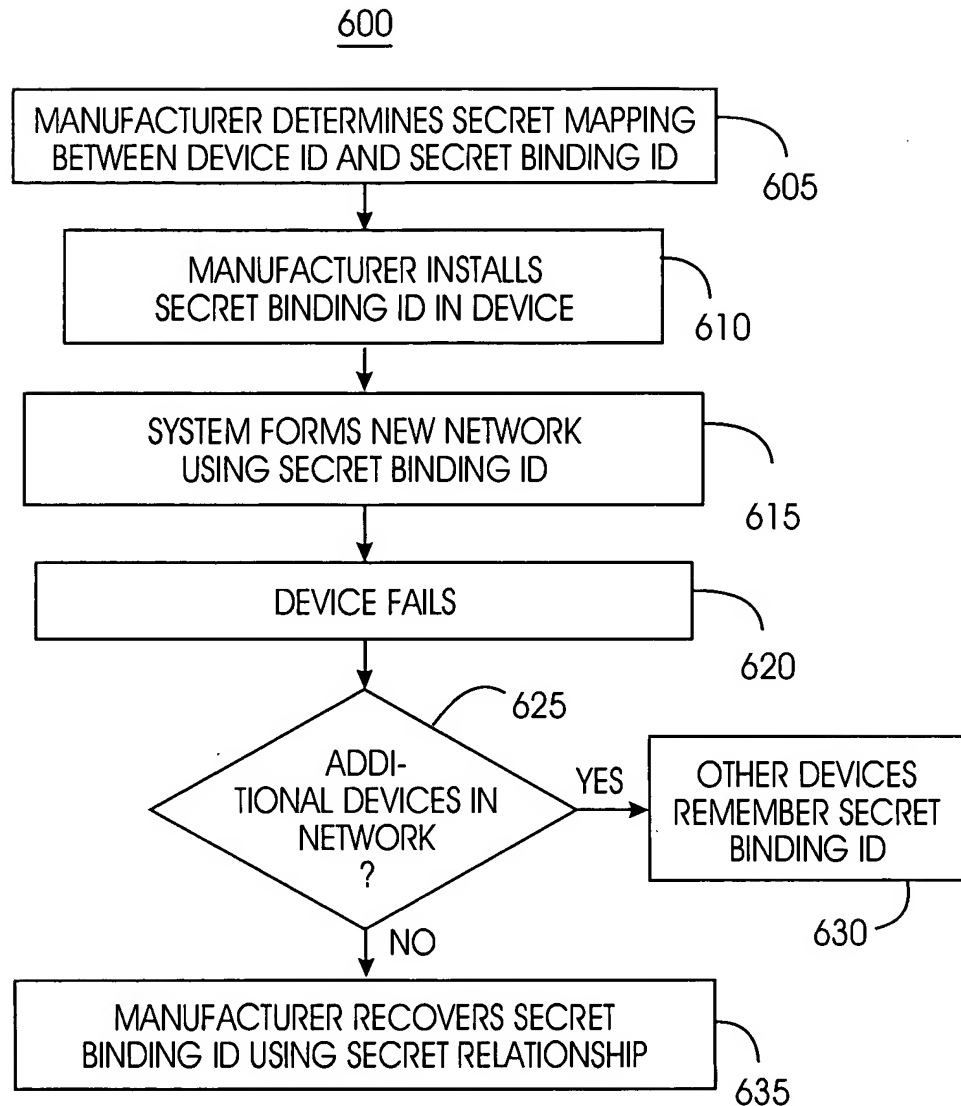 600
MANUFACTURER DETERMINES SECRET MAPPING
BETWEEN DEVICE ID AND SECRET BINDING ID
605
MANUFACTURER INSTALLS
SECRET BINDING ID IN DEVICE
610
SYSTEM FORMS NEW NETWORK
USING SECRET BINDING ID
615
DEVICE FAILS
620
625
ADDI-
TIONAL DEVICES IN
NETWORK
?
YES
OTHER DEVICES
REMEMBER SECRET
BINDING ID
630
NO
MANUFACTURER RECOVERS SECRET
BINDING ID USING SECRET RELATIONSHIP
635